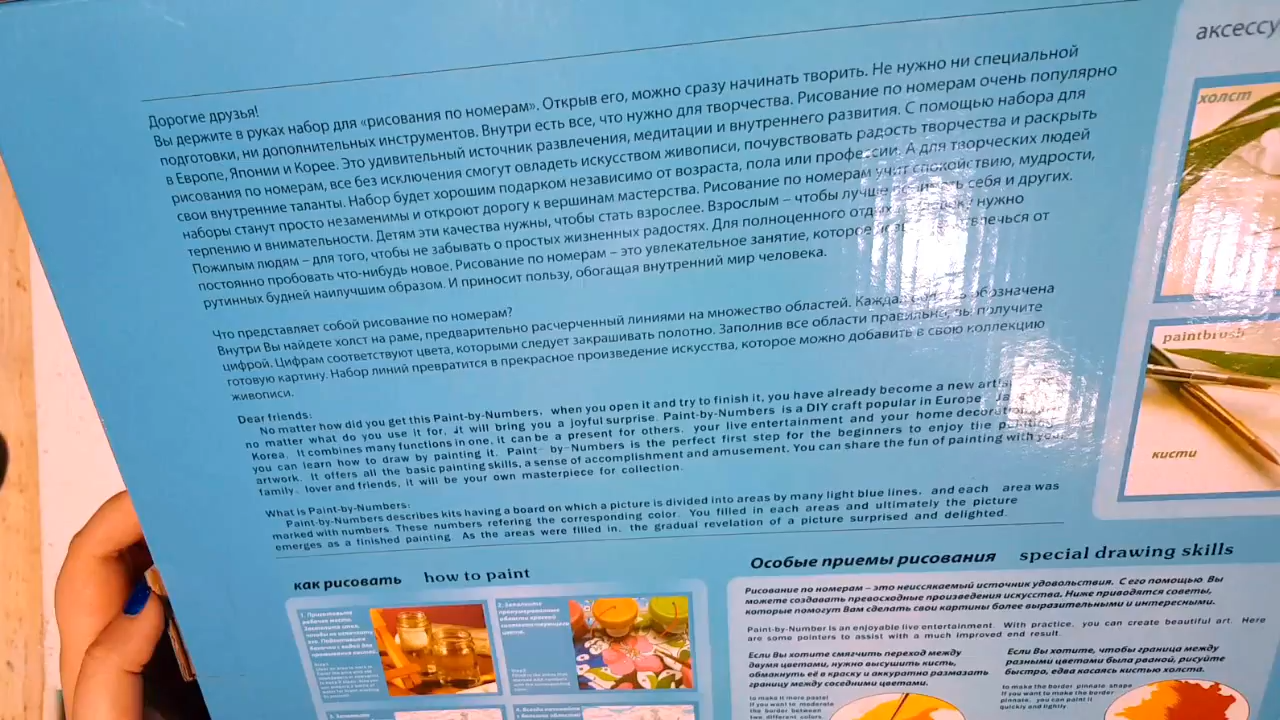 Дорогие друзья!
Вы держите в руках набор для «рисования по номерам». Открыв его, можно сразу начинать творить. Не нужно ни специальной
подготовки, ни дополнительных инструментов. Внутри есть все, что нужно для творчества. Рисование по номерам очень популярно
в Европе, Японии и Корее. Это удивительный источник развлечения, медитации и внутреннего развития. С помощью набора для
рисования по номерам, все без исключения смогут овладеть искусством живописи, почувствовать радость творчества и раскрыть
свои внутренние таланты. Набор будет хорошим подарком независимо от возраста, пола или профессии. А для творческих людей
наборы станут просто незаменимы и откроют дорогу к вершинам мастерства. Рисование по номерам учит спокойствию, мудрости,
терпению и внимательности. Детям эти качества нужны, чтобы стать взрослее. Взрослым – чтобы лучше понимать себя и других.
Пожилым людям – для того, чтобы не забывать о простых жизненных радостях. Для полноценного нужно
постоянно пробовать что-нибудь новое. Рисование по номерам – это увлекательное занятие, которое от
рутинных будней наилучшим образом. И приносит пользу, обогащая внутренний мир человека.
Что представляет собой рисование по номерам?
Внутри Вы найдете холст на раме, предварительно расчерченный линиями на множество областей. обозначена
цифрой. Цифрам соответствуют цвета, которыми следует закрашивать полотно. Заполнив все области правильно, вы получите
готовую картину. Набор линий превратится в прекрасное произведение искусства, которое можно добавить в свою коллекцию
живописи.
Dear friends:
No matter how did you get this Paint-by-Numbers, when you open it and try to finish it, you have already become a new
no matter what do you use it for, it will bring you a joyful surprise. Paint-by-Numbers is a DIY craft popular in Europe
Korea. It combines many functions in one, it can be a present for others, your live entertainment and your home decoration
you can learn how to draw by painting it. Paint-by-Numbers is the perfect first step for the beginners to enjoy the
artwork. It offers all the basic painting skills, a sense of accomplishment and amusement. You can share the fun of painting with your
family, lover and friends, it will be your own masterpiece for collection.
What is Paint-by-Numbers:
Paint-by-Numbers describes kits having a board on which a picture is divided into areas by many light blue lines, and each area was
marked with numbers. These numbers refering the corresponding color. You filled in each areas and ultimately the picture
emerges as a finished painting. As the areas were filled in, the gradual revelation of a picture surprised and delighted.
аксессу
холст
paintbrush
кисти
как рисовать how to paint
Особые приемы рисования special drawing skills
Рисование по номерам – это неиссякаемый источник удовольствия. С его помощью Вы
можете создавать превосходные произведения искусства. Ниже приводятся советы,
которые помогут Вам сделать свои картины более выразительными и интересными.
Paint-by-Number is an enjoyable live entertainment. With practice, you can create beautiful art. Here
are some pointers to assist with a much improved end result.
Если Вы хотите смягчить переход между
двумя цветами, нужно высушить кисть,
обмакнуть её в краску и аккуратно размазать
границу между соседними цветами.
to make it more pastel
If you want to moderate
the border between
two different colors,
Если Вы хотите, чтобы граница между
разными цветами была рваной, рисуйте
быстро, едва касаясь кистью холста.
to make the border pinnate shape
If you want to make the border
pinnate, you can paint it
quickly and lightly